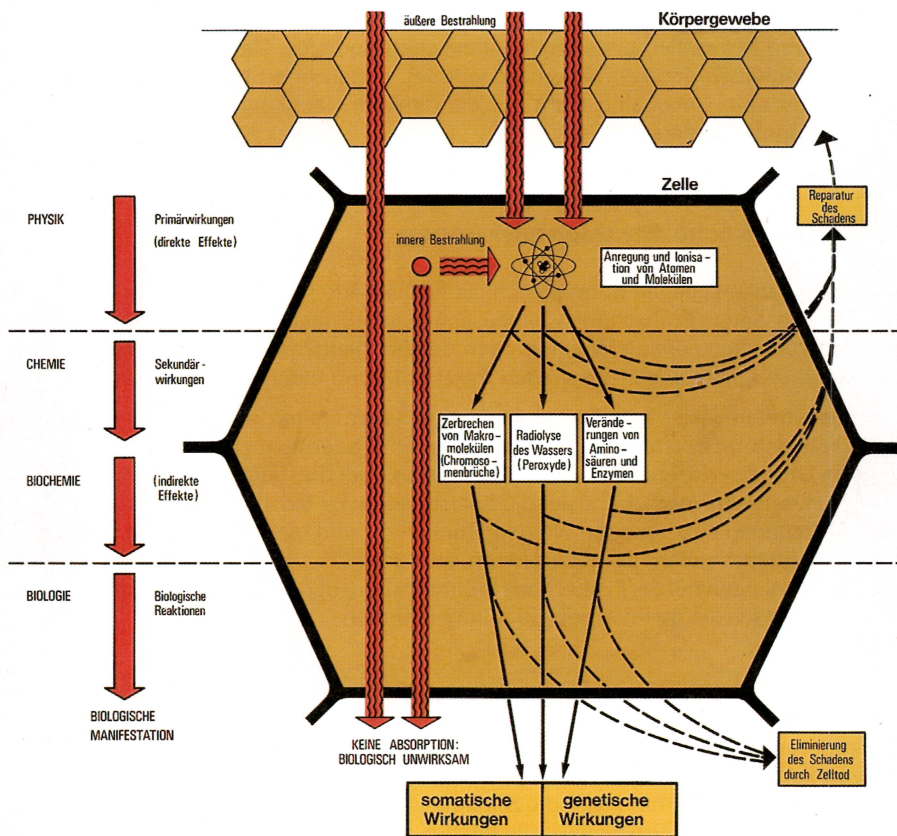 äußere Bestrahlung
Körpergewebe
Zelle
PHYSIK
Primärwirkungen
(direkte Effekte)
innere Bestrahlung
Anregung und Ionisa-
tion von Atomen
und Molekülen
Reparatur
des
Schadens
CHEMIE
Sekundär-
wirkungen
Zerbrechen
von Makro-
molekülen
(Chromoso-
menbrüche)
Radiolyse
des Wassers
(Peroxyde)
Verände-
rungen von
Amino-
säuren und
Enzymen
BIOCHEMIE
(indirekte
Effekte)
BIOLOGIE
Biologische
Reaktionen
BIOLOGISCHE
MANIFESTATION
KEINE ABSORPTION:
BIOLOGISCH UNWIRKSAM
Eliminierung
des Schadens
durch Zelltod
somatische
Wirkungen
genetische
Wirkungen